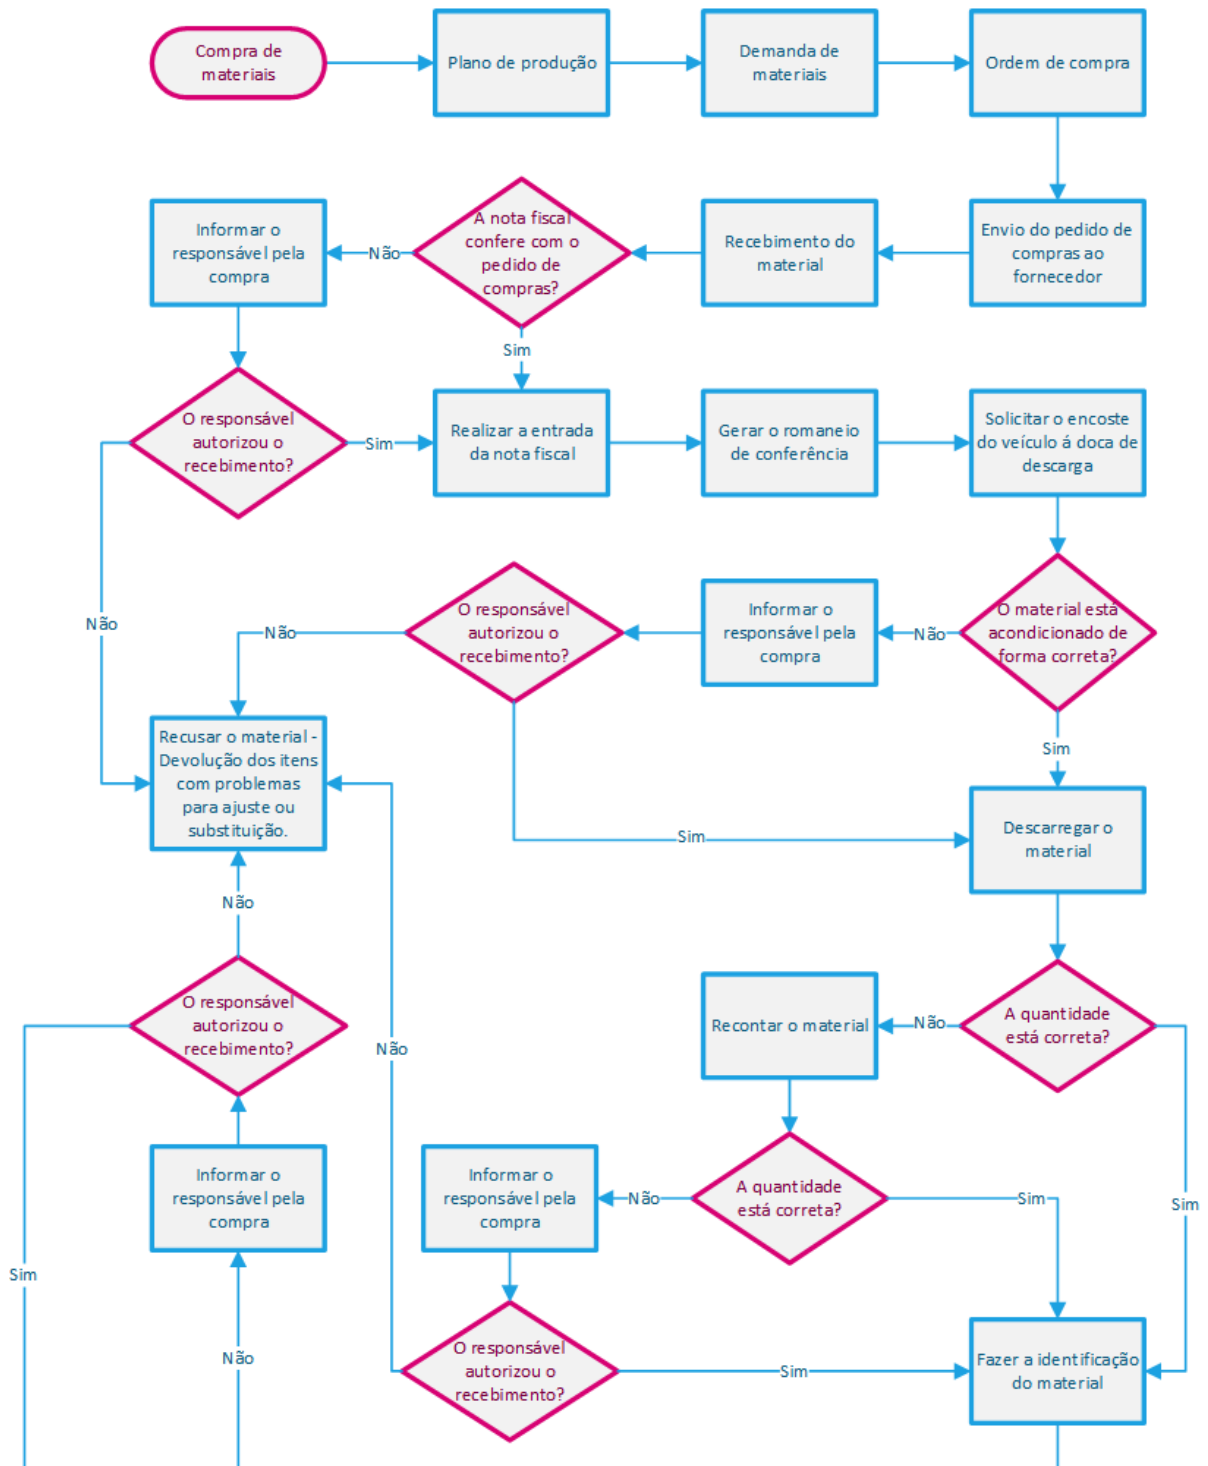 Compra de
materiais
Plano de produção
Demanda de
materiais
Ordem de compra
Informar o
responsável pela
compra
Não
A nota fiscal
confere com o
pedido de
compras?
Recebimento do
material
Envio do pedido de
compras ao
fornecedor
Sim
O responsável
autorizou o
recebimento?
Sim
Realizar a entrada
da nota fiscal
Gerar o romaneio
de conferência
Solicitar o encoste
do veículo á doca de
descarga
Não
Não
O responsável
autorizou o
recebimento?
Informar o
responsável pela
compra
Não
O material está
acondicionado de
forma correta?
Sim
Recusar o material -
Devolução dos itens
com problemas
para ajuste ou
substituição.
Sim
Descarregar o
material
Não
O responsável
autorizou o
recebimento?
Não
Recontar o material
Não
A quantidade
está correta?
Informar o
responsável pela
compra
Informar o
responsável pela
compra
Não
A quantidade
está correta?
Sim
Sim
Sim
Não
O responsável
autorizou o
recebimento?
Sim
Fazer a identificação
do material